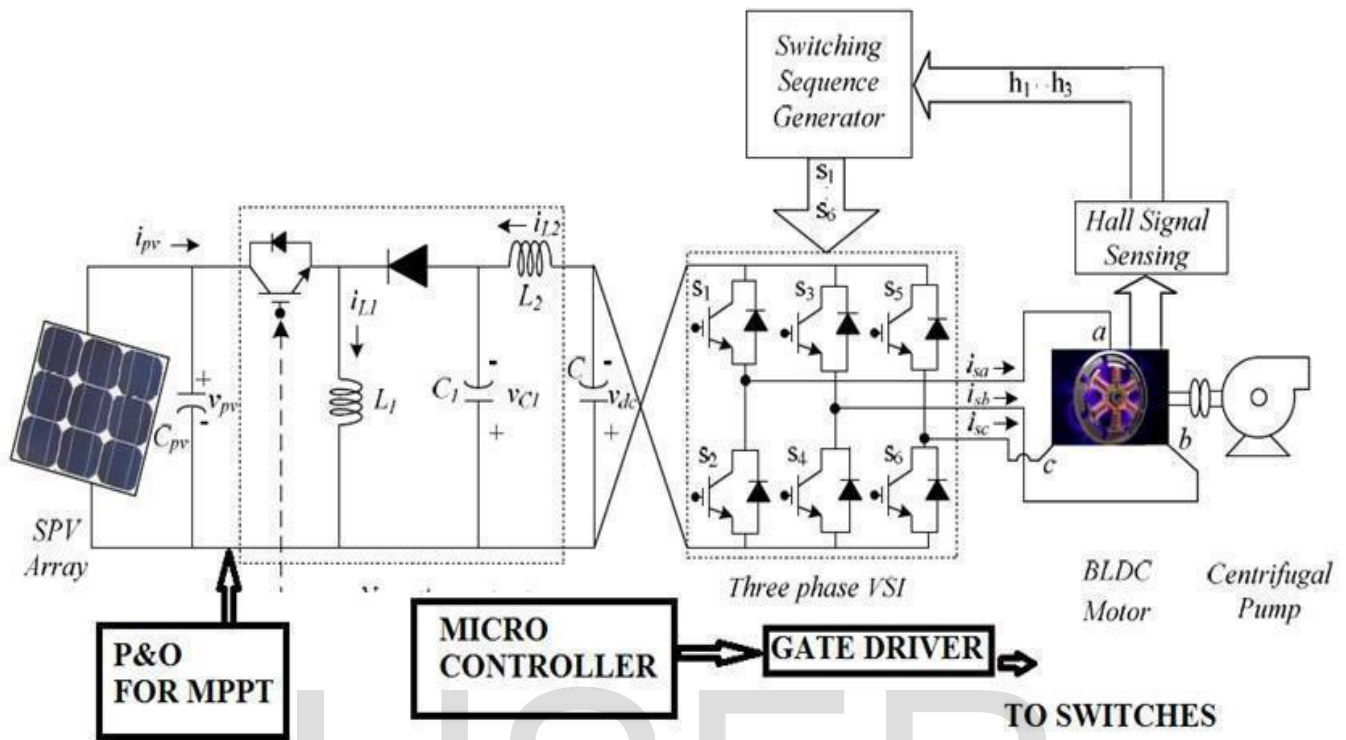 Switching
Sequence
Generator
h1...h3
s1
:
s6
Hall Signal
Sensing
ipv
iL2
L2
iL1
L1
+
vpv
-
Cpv
C1
-
vC1
+
C
-
vdc
+
s1
s3
s5
s2
s4
s6
isa
isb
isc
a
b
c
SPV
Array
Three phase VSI
BLDC
Motor
Centrifugal
Pump
P&O
FOR MPPT
MICRO
CONTROLLER
GATE DRIVER
TO SWITCHES